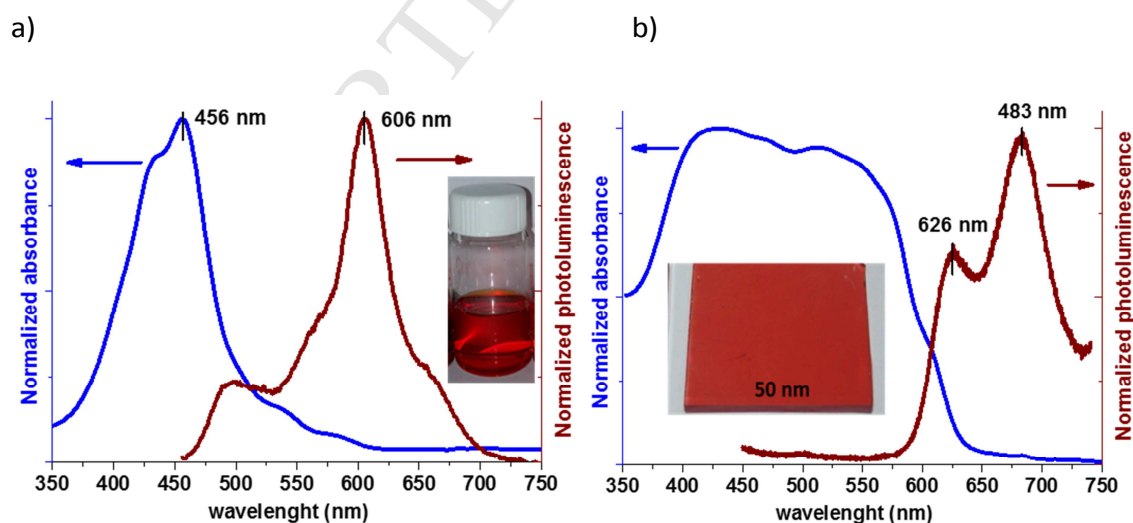 a)
b)
456 nm
606 nm
Normalized absorbance
Normalized photoluminescence
350 400 450 500 550 600 650 700 750
wavelenght (nm)
483 nm
626 nm
50 nm
Normalized absorbance
Normalized photoluminescence
350 400 450 500 550 600 650 700 750
wavelenght (nm)